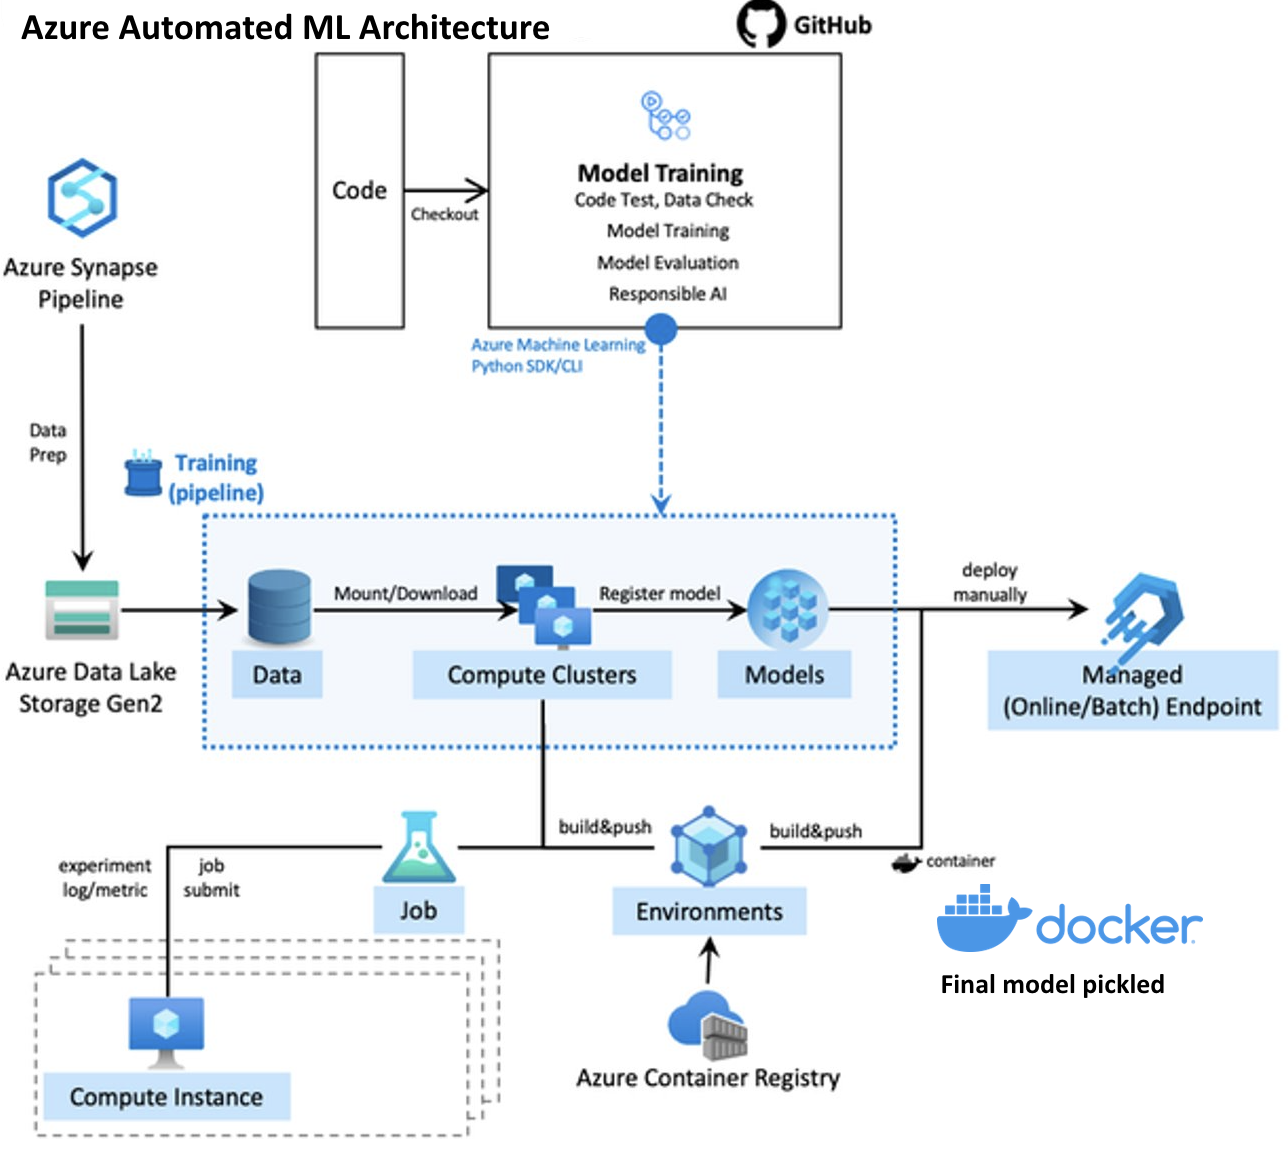 Azure Automated ML Architecture
GitHub
Code
Checkout
Model Training
Code Test, Data Check
Model Training
Model Evaluation
Responsible AI
Azure Synapse
Pipeline
Azure Machine Learning
Python SDK/CLI
Data
Prep
Training
(pipeline)
Mount/Download
Register model
deploy
manually
Azure Data Lake
Storage Gen2
Data
Compute Clusters
Models
Managed
(Online/Batch) Endpoint
build&push
build&push
experiment
log/metric
job
submit
container
Job
Environments
docker
Final model pickled
Azure Container Registry
Compute Instance